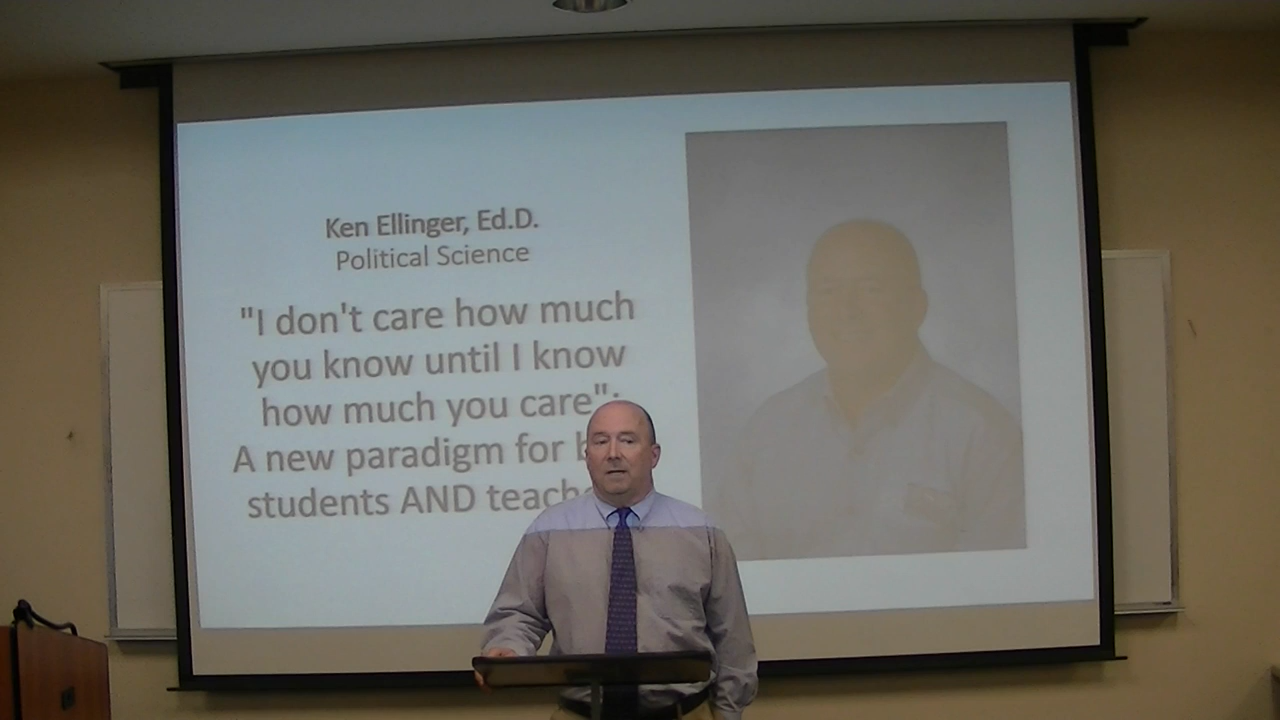 Ken Ellinger, Ed.D.
Political Science
"I don't care how much
you know until I know
how much you care":
A new paradigm for
students AND